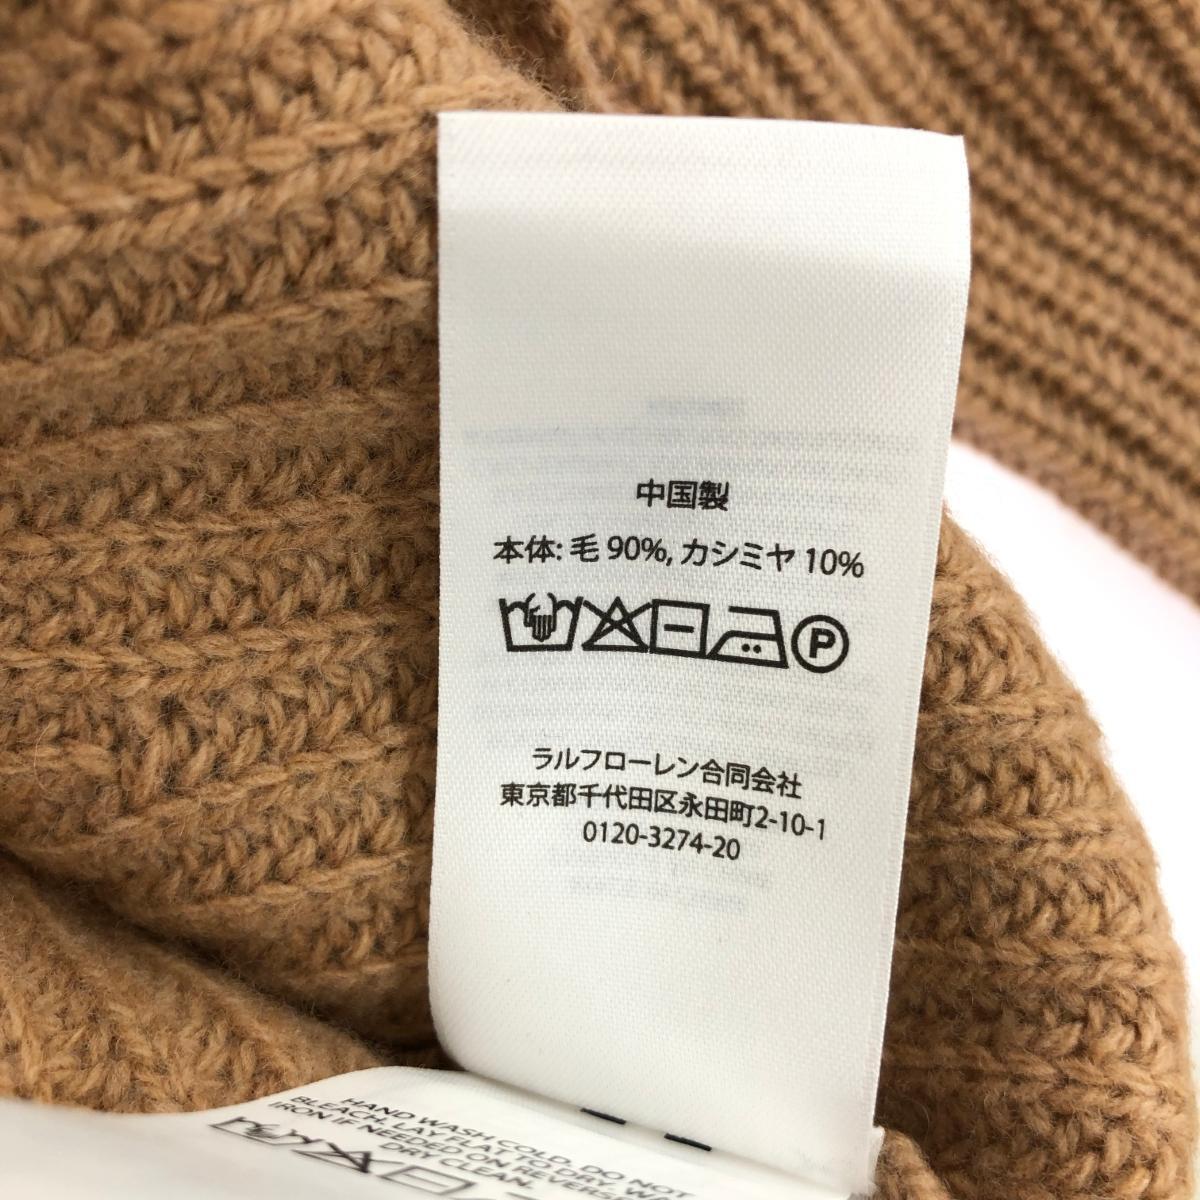 中国製
本体: 毛 90%, カシミヤ 10%
P
ラルフローレン合同会社
東京都千代田区永田町2-10-1
0120-3274-20
HAND WASH COLD. DO NOT
BLEACH. LAY FLAT TO DRY. WARM
IRON IF NEEDED ON REVERSE
DRY CLEAN.